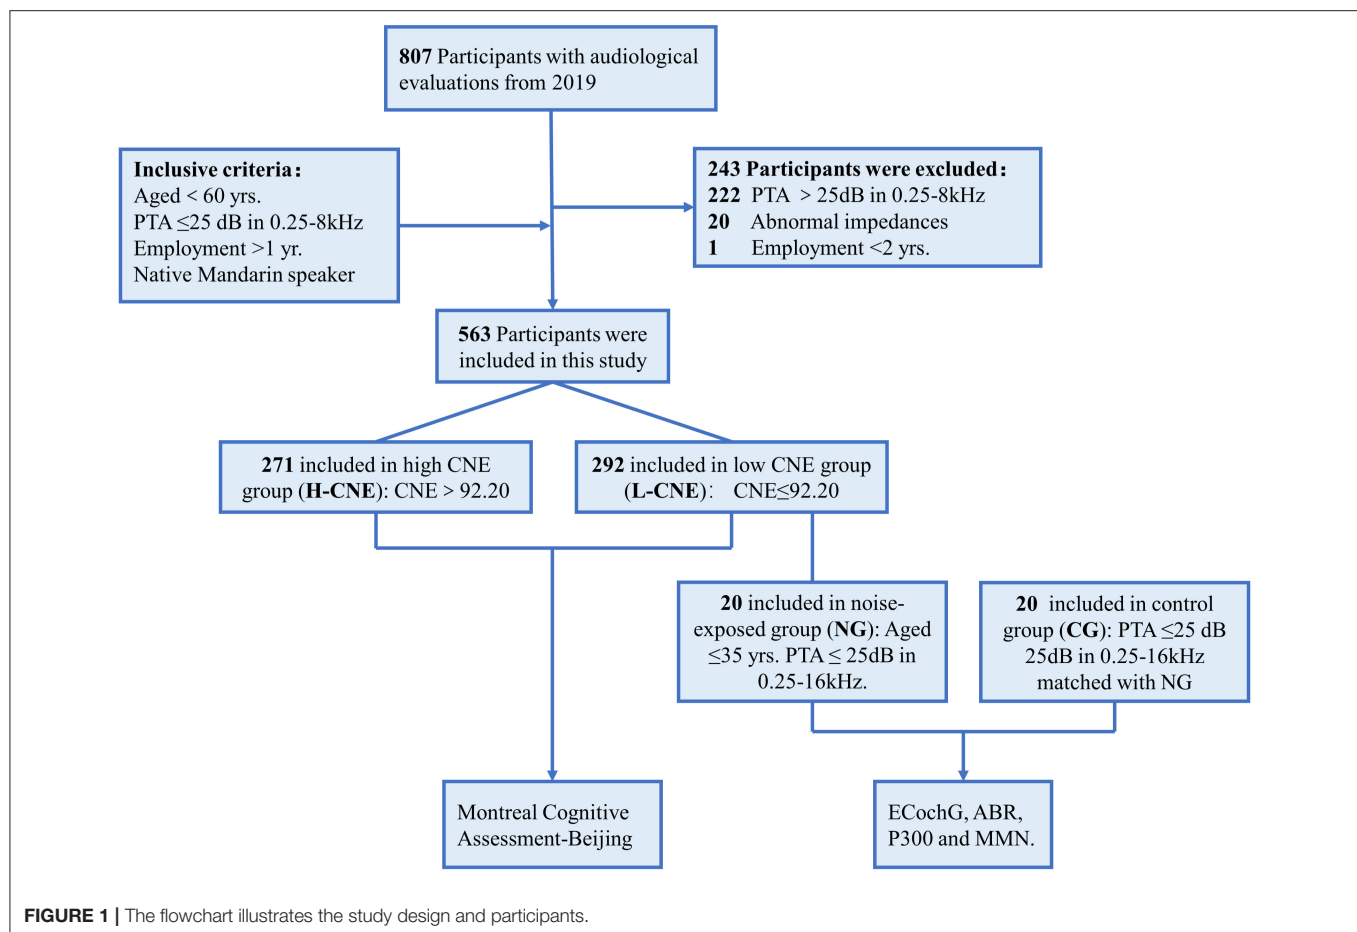 807 Participants with audiological
evaluations from 2019
Inclusive criteria：
Aged < 60 yrs.
PTA ≤25 dB in 0.25-8kHz
Employment >1 yr.
Native Mandarin speaker
243 Participants were excluded：
222 PTA > 25dB in 0.25-8kHz
20 Abnormal impedances
1 Employment <2 yrs.
563 Participants were
included in this study
271 included in high CNE
group (H-CNE): CNE > 92.20
292 included in low CNE group
(L-CNE)： CNE≤92.20
20 included in noise-
exposed group (NG): Aged
≤35 yrs. PTA ≤ 25dB in
0.25-16kHz.
20 included in control
group (CG): PTA ≤25 dB
25dB in 0.25-16kHz
matched with NG
Montreal Cognitive
Assessment-Beijing
ECochG, ABR,
P300 and MMN.
FIGURE 1 | The flowchart illustrates the study design and participants.